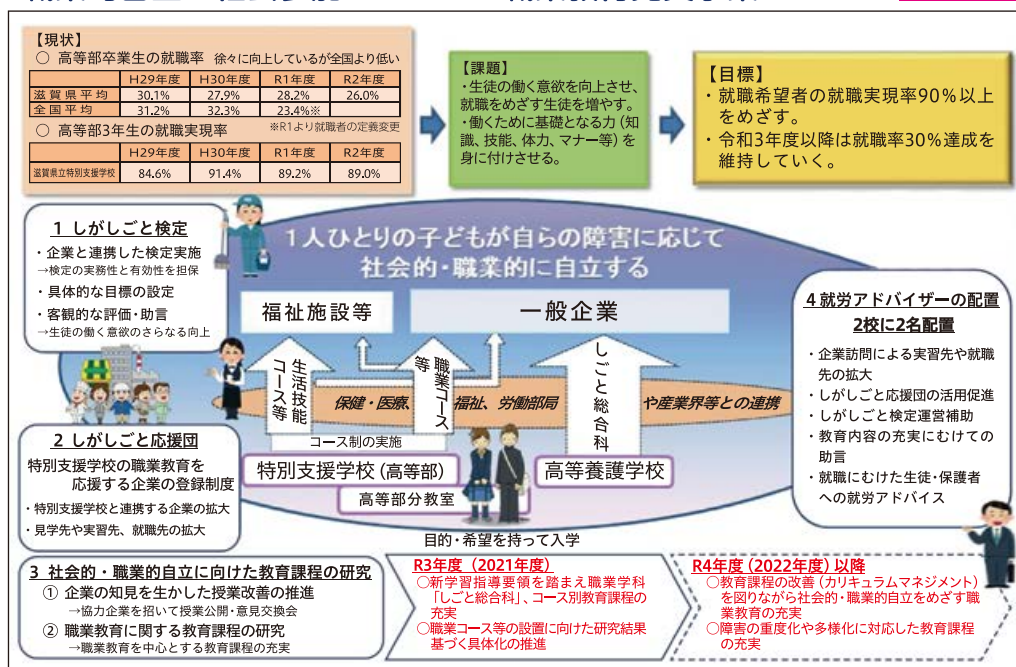 【現状】
○ 高等部卒業生の就職率 徐々に向上しているが全国より低い
H29年度 H30年度 R1年度 R2年度
滋賀県平均 30.1% 27.9% 28.2% 26.0%
全国平均 31.2% 32.3% 23.4%※
○ 高等部3年生の就職実現率 ※R1より就職者の定義変更
H29年度 H30年度 R1年度 R2年度
滋賀県立特別支援学校 84.6% 91.4% 89.2% 89.0%
【課題】
・生徒の働く意欲を向上させ、
就職をめざす生徒を増やす。
・働くために基礎となる力(知
識、技能、体力、マナー等)を
身に付けさせる。
【目標】
・就職希望者の就職実現率90%以上
をめざす。
・令和3年度以降は就職率30%達成を
維持していく。
1人ひとりの子どもが自らの障害に応じて
社会的・職業的に自立する
1 しがしごと検定
・企業と連携した検定実施
→検定の実務性と有効性を担保
・具体的な目標の設定
・客観的な評価・助言
→生徒の働く意欲のさらなる向上
福祉施設等
一般企業
生活技能
コース等
職業コース
等
しごと総合科
保健・医療、 福祉、労働部局 や産業界等との連携
コース制の実施
特別支援学校(高等部)
高等部分教室
高等養護学校
目的・希望を持って入学
2 しがしごと応援団
特別支援学校の職業教育を
応援する企業の登録制度
・特別支援学校と連携する企業の拡大
・見学先や実習先、就職先の拡大
4 就労アドバイザーの配置
2校に2名配置
・企業訪問による実習先や就職
先の拡大
・しがしごと応援団の活用促進
・しがしごと検定運営補助
・教育内容の充実にむけての
助言
・就職にむけた生徒・保護者
への就労アドバイス
3 社会的・職業的自立に向けた教育課程の研究
① 企業の知見を生かした授業改善の推進
→協力企業を招いて授業公開・意見交換会
② 職業教育に関する教育課程の研究
→職業教育を中心とする教育課程の充実
R3年度(2021年度)
○新学習指導要領を踏まえ職業学科
「しごと総合科」、コース別教育課程の
充実
○職業コース等の設置に向けた研究結果
基づく具体化の推進
R4年度(2022年度)以降
○教育課程の改善(カリキュラムマネジメント)
を図りながら社会的・職業的自立をめざす職
業教育の充実
○障害の重度化や多様化に対応した教育課程
の充実